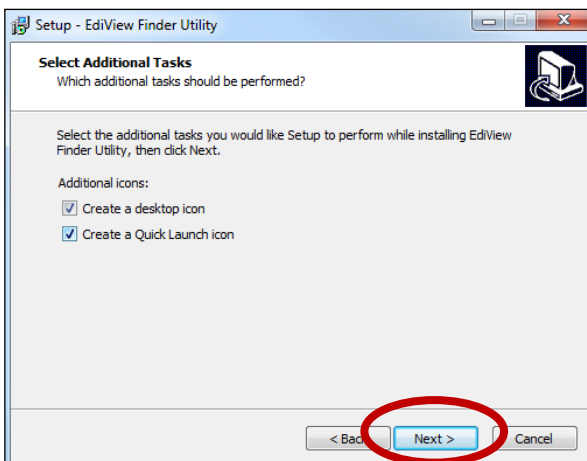 Setup - EdiView Finder Utility
Select Additional Tasks
Which additional tasks should be performed?
Select the additional tasks you would like Setup to perform while installing EdiView
Finder Utility, then click Next.
Additional icons:
Create a desktop icon
Create a Quick Launch icon
< Back Next > Cancel